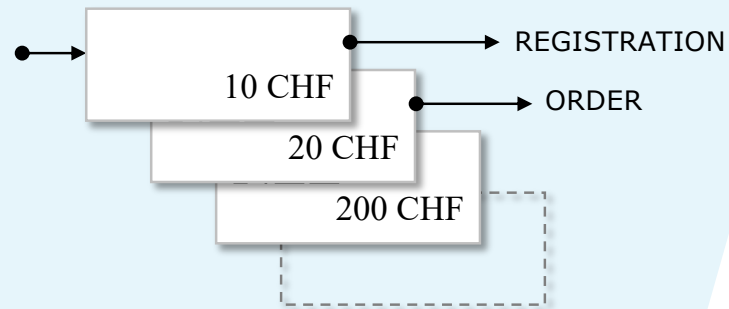 REGISTRATION
10 CHF
ORDER
20 CHF
200 CHF